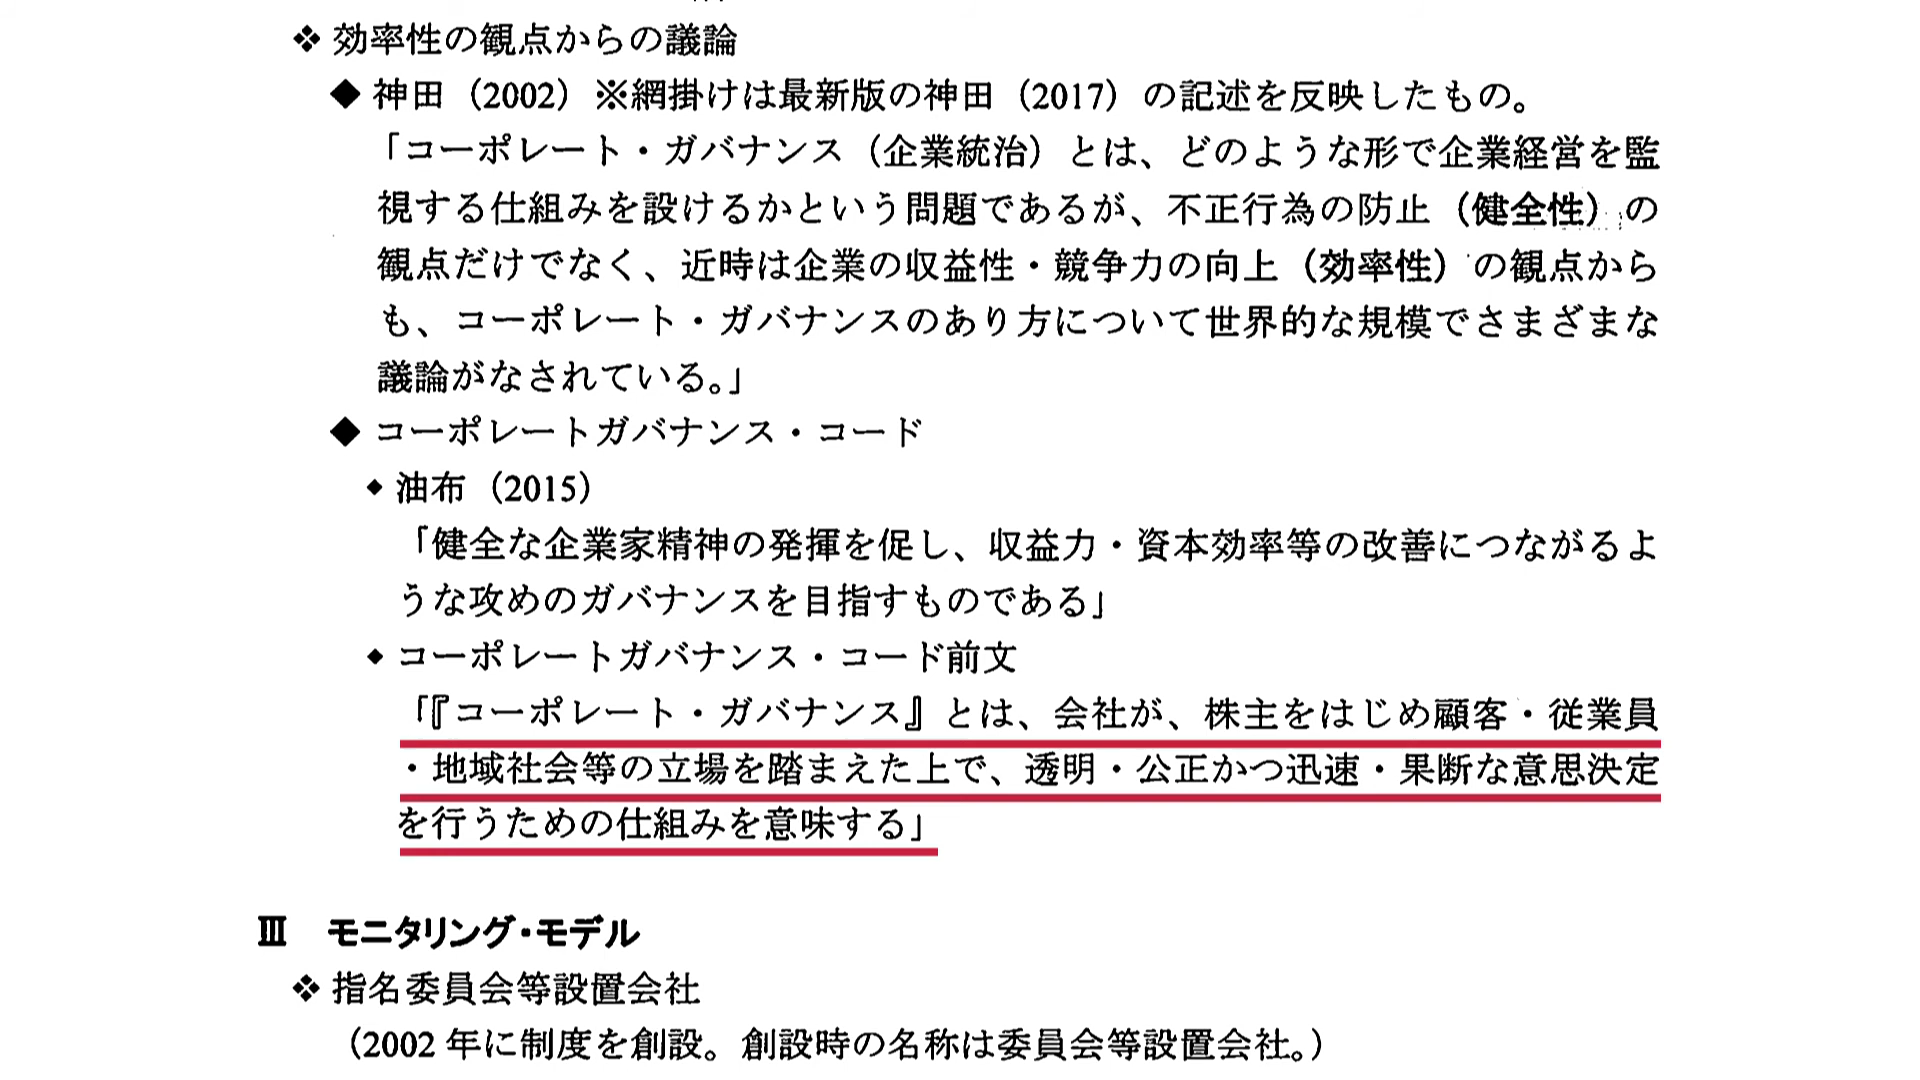 ❖ 効率性の観点からの議論
◆ 神田（2002）※網掛けは最新版の神田（2017）の記述を反映したもの。
「コーポレート・ガバナンス（企業統治）とは、どのような形で企業経営を監
視する仕組みを設けるかという問題であるが、不正行為の防止（健全性）の
観点だけでなく、近時は企業の収益性・競争力の向上（効率性）の観点から
も、コーポレート・ガバナンスのあり方について世界的な規模でさまざまな
議論がなされている。」
◆ コーポレートガバナンス・コード
◆ 油布（2015）
「健全な企業家精神の発揮を促し、収益力・資本効率等の改善につながるよ
うな攻めのガバナンスを目指すものである」
◆ コーポレートガバナンス・コード前文
「『コーポレート・ガバナンス』とは、会社が、株主をはじめ顧客・従業員
・地域社会等の立場を踏まえた上で、透明・公正かつ迅速・果断な意思決定
を行うための仕組みを意味する」
Ⅲ モニタリング・モデル
❖ 指名委員会等設置会社
（2002 年に制度を創設。創設時の名称は委員会等設置会社。）